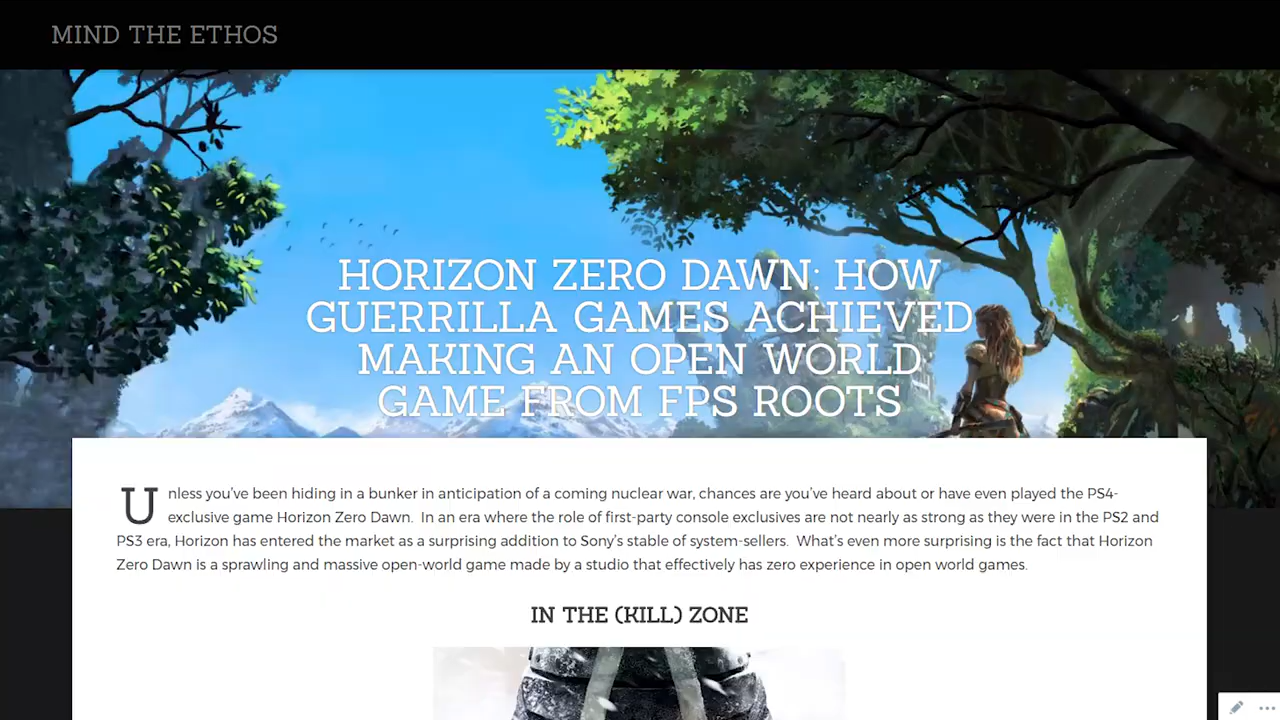 MIND THE ETHOS
HORIZON ZERO DAWN: HOW
GUERRILLA GAMES ACHIEVED
MAKING AN OPEN WORLD
GAME FROM FPS ROOTS
Unless you've been hiding in a bunker in anticipation of a coming nuclear war, chances are you've heard about or have even played the PS4-
exclusive game Horizon Zero Dawn.  In an era where the role of first-party console exclusives are not nearly as strong as they were in the PS2 and
PS3 era, Horizon has entered the market as a surprising addition to Sony's stable of system-sellers.  What's even more surprising is the fact that Horizon
Zero Dawn is a sprawling and massive open-world game made by a studio that effectively has zero experience in open world games.
IN THE (KILL) ZONE